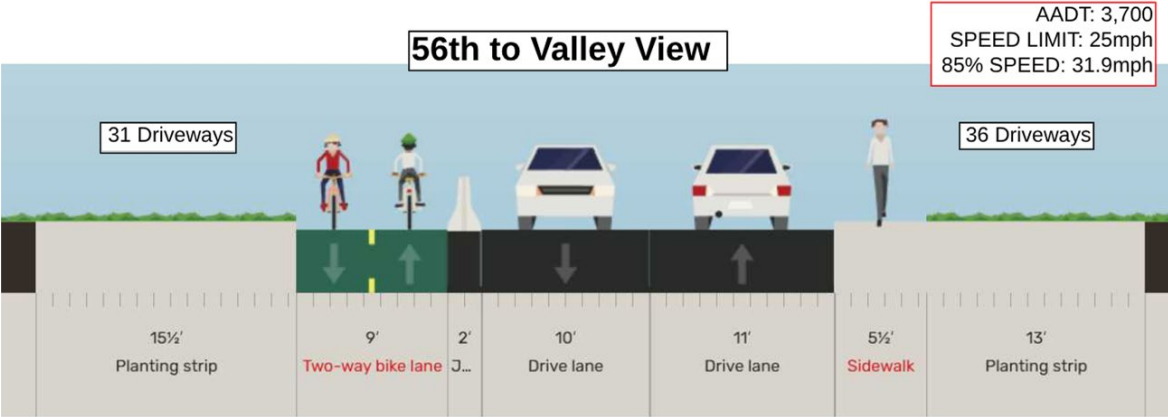 AADT: 3,700
SPEED LIMIT: 25mph
85% SPEED: 31.9mph
56th to Valley View
31 Driveways
36 Driveways
15½′ 9′ 2′ 10′ 11′ 5½′ 13′
Planting strip Two-way bike lane J... Drive lane Drive lane Sidewalk Planting strip